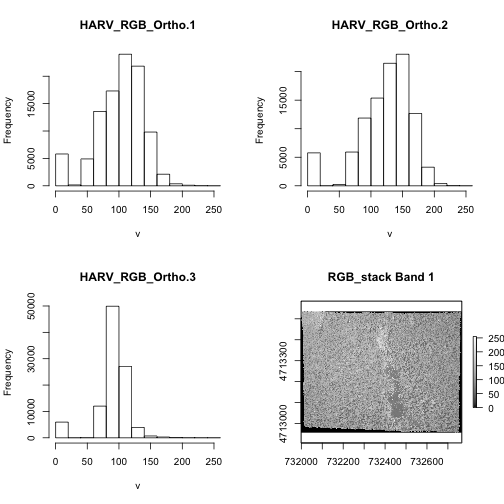 HARV_RGB_Ortho.1
Frequency
0
5000
15000
0 50 100 150 200 250
v
HARV_RGB_Ortho.2
Frequency
0
5000
15000
0 50 100 150 200 250
v
HARV_RGB_Ortho.3
Frequency
0
10000
30000
50000
0 50 100 150 200 250
v
RGB_stack Band 1
4713000
4713300
732000 732200 732400 732600
250
200
150
100
50
0